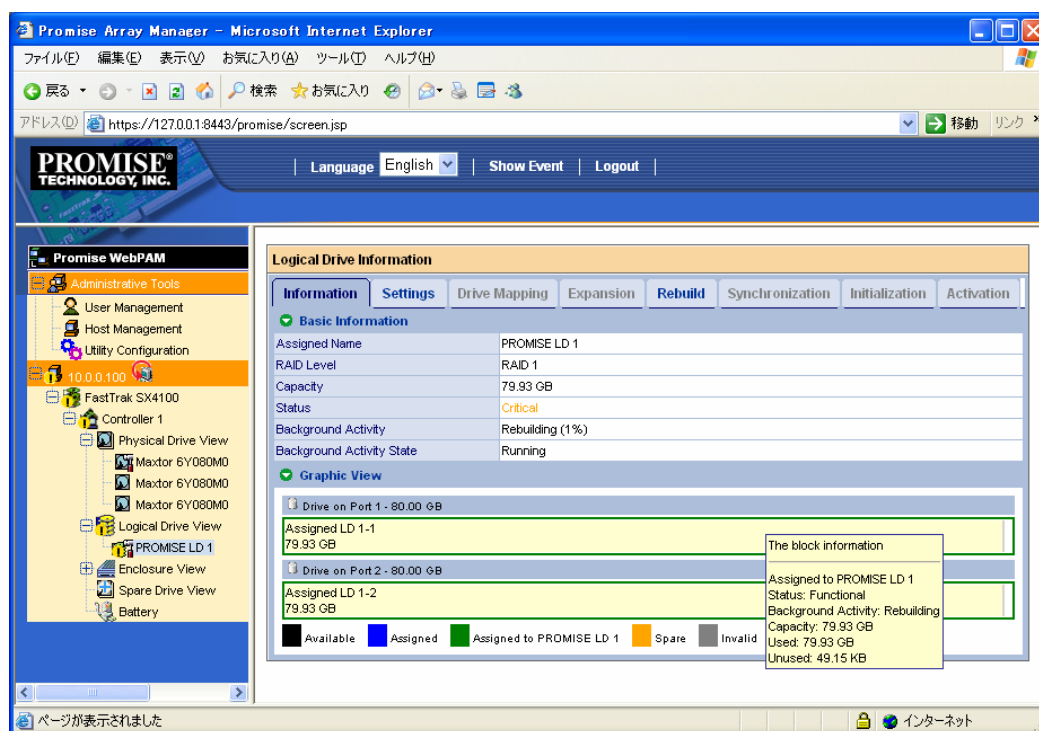 Promise Array Manager - Microsoft Internet Explorer
ファイル(F) 編集(E) 表示(V) お気に入り(A) ツール(T) ヘルプ(H)
戻る 検索 お気に入り
アドレス(D) https://127.0.0.1:8443/promise/screen.jsp 移動 リンク »
PROMISE®
TECHNOLOGY, INC.
| Language English | Show Event | Logout |
Promise WebPAM
Administrative Tools
User Management
Host Management
Utility Configuration
10.0.0.100
FastTrak SX4100
Controller 1
Physical Drive View
Maxtor 6Y080M0
Maxtor 6Y080M0
Maxtor 6Y080M0
Logical Drive View
PROMISE LD 1
Enclosure View
Spare Drive View
Battery
Logical Drive Information
Information Settings Drive Mapping Expansion Rebuild Synchronization Initialization Activation
Basic Information
Assigned Name PROMISE LD 1
RAID Level RAID 1
Capacity 79.93 GB
Status Critical
Background Activity Rebuilding (1%)
Background Activity State Running
Graphic View
Drive on Port 1 - 80.00 GB
Assigned LD 1-1
79.93 GB
Drive on Port 2 - 80.00 GB
Assigned LD 1-2
79.93 GB
Available Assigned Assigned to PROMISE LD 1 Spare Invalid
The block information
Assigned to PROMISE LD 1
Status: Functional
Background Activity: Rebuilding
Capacity: 79.93 GB
Used: 79.93 GB
Unused: 49.15 KB
ページが表示されました インターネット